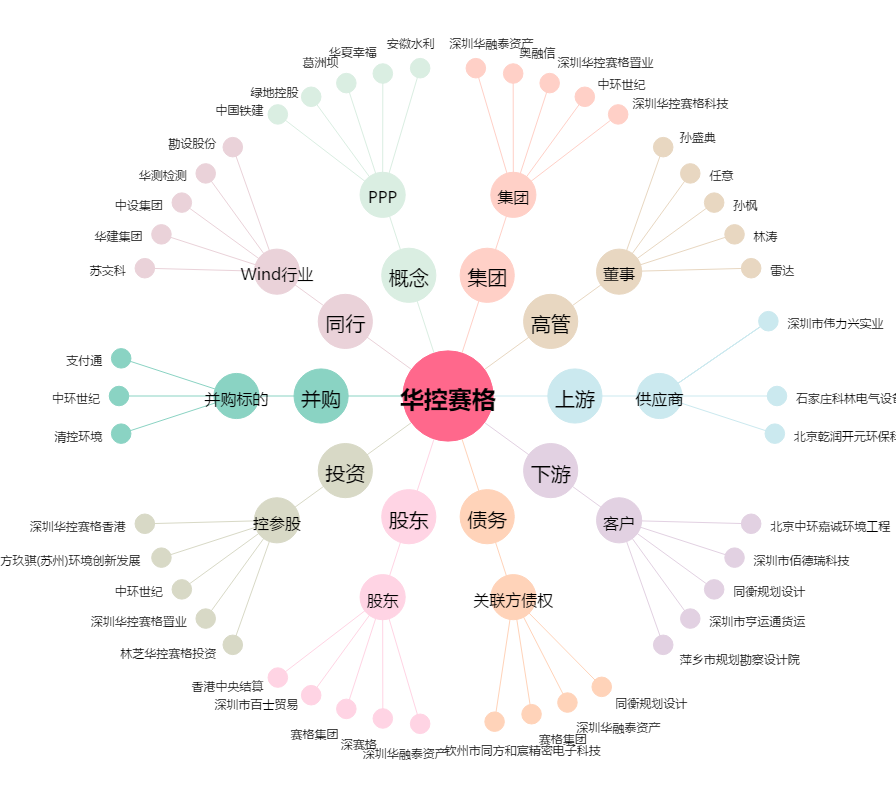 安徽水利
华夏幸福
葛洲坝
绿地控股
中国铁建
PPP
概念
深圳华融泰资产
奥融信
深圳华控赛格置业
中环世纪
深圳华控赛格科技
集团
集团
勘设股份
华测检测
中设集团
华建集团
苏交科
Wind行业
同行
孙盛典
任意
孙枫
林涛
雷达
董事
高管
支付通
中环世纪
清控环境
并购标的
并购
华控赛格
上游
供应商
深圳市伟力兴实业
石家庄科林电气设备
北京乾润开元环保科
投资
控参股
深圳华控赛格香港
方玖骐(苏州)环境创新发展
中环世纪
深圳华控赛格置业
林芝华控赛格投资
下游
客户
北京中环嘉诚环境工程
深圳市佰德瑞科技
同衡规划设计
深圳市亨运通货运
萍乡市规划勘察设计院
股东
股东
香港中央结算
深圳市百士贸易
赛格集团
深赛格
深圳华融泰资产
债务
关联方债权
同衡规划设计
深圳华融泰资产
赛格集团
钦州市同方和宸精密电子科技